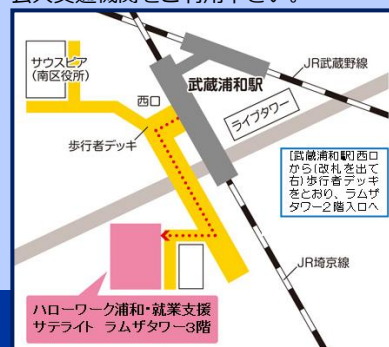 公共交通機関をご利用下さい。
サウスピア
(南区役所)
JR武蔵野線
武蔵浦和駅
西口
ライブタワー
歩行者デッキ
[武蔵浦和駅]西口
から(改札を出て
右)歩行者デッキ
をとおり、ラムザ
タワー2階入口へ
JR埼京線
ハローワーク浦和・就業支援
サテライト ラムザタワー3階